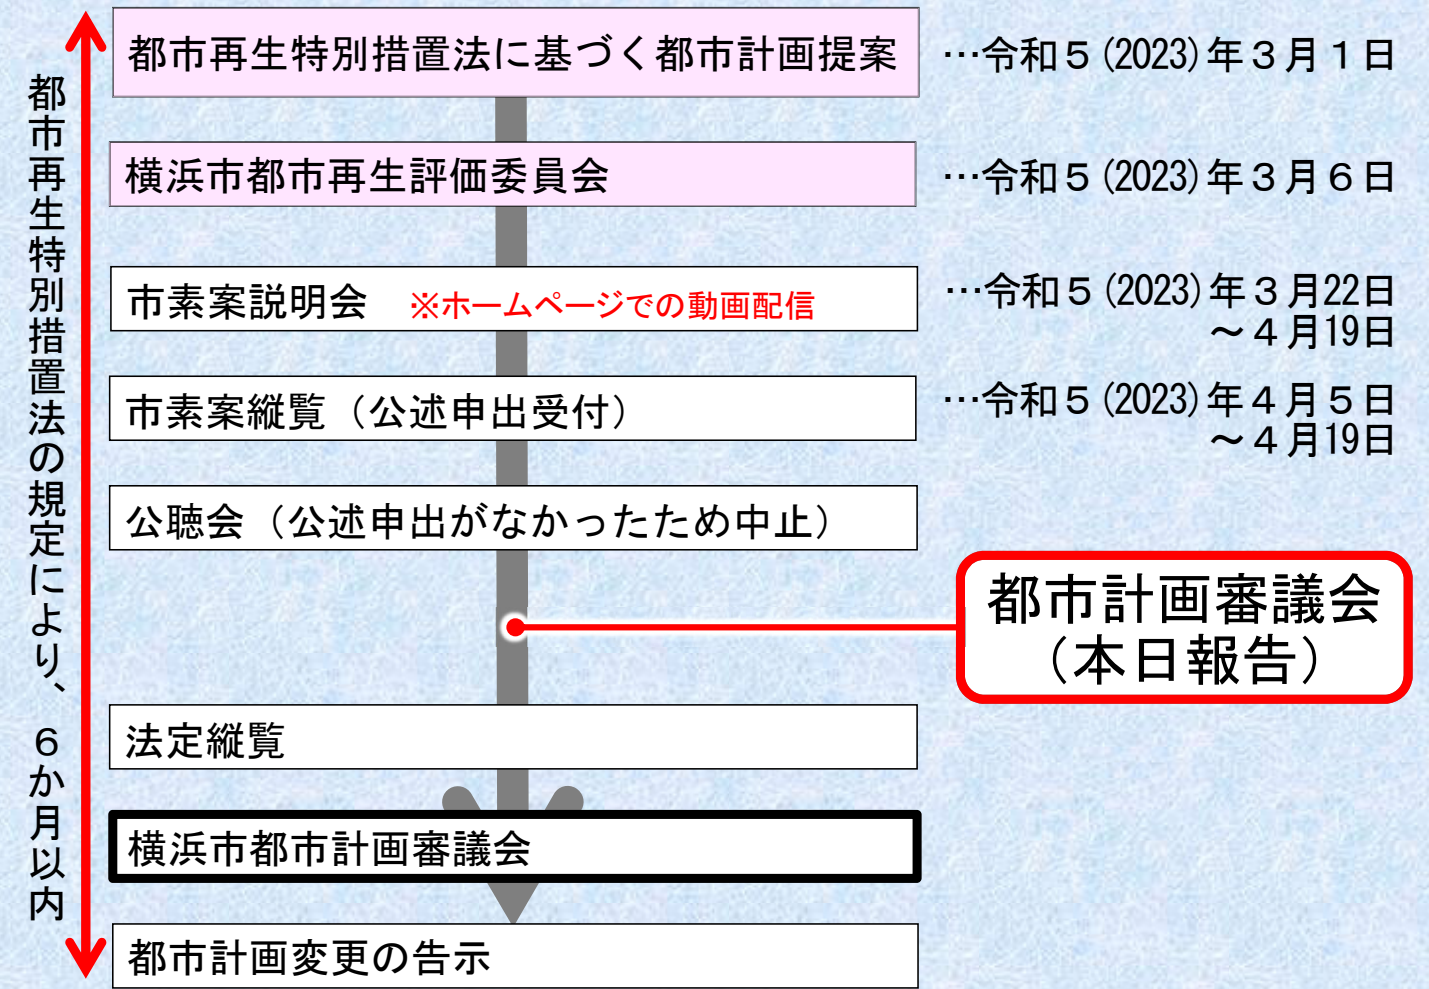 都市再生特別措置法の規定により、６か月以内
都市再生特別措置法に基づく都市計画提案
…令和５(2023)年３月１日
横浜市都市再生評価委員会
…令和５(2023)年３月６日
市素案説明会　※ホームページでの動画配信
…令和５(2023)年３月22日
～４月19日
市素案縦覧（公述申出受付）
…令和５(2023)年４月５日
～４月19日
公聴会（公述申出がなかったため中止）
都市計画審議会
（本日報告）
法定縦覧
横浜市都市計画審議会
都市計画変更の告示